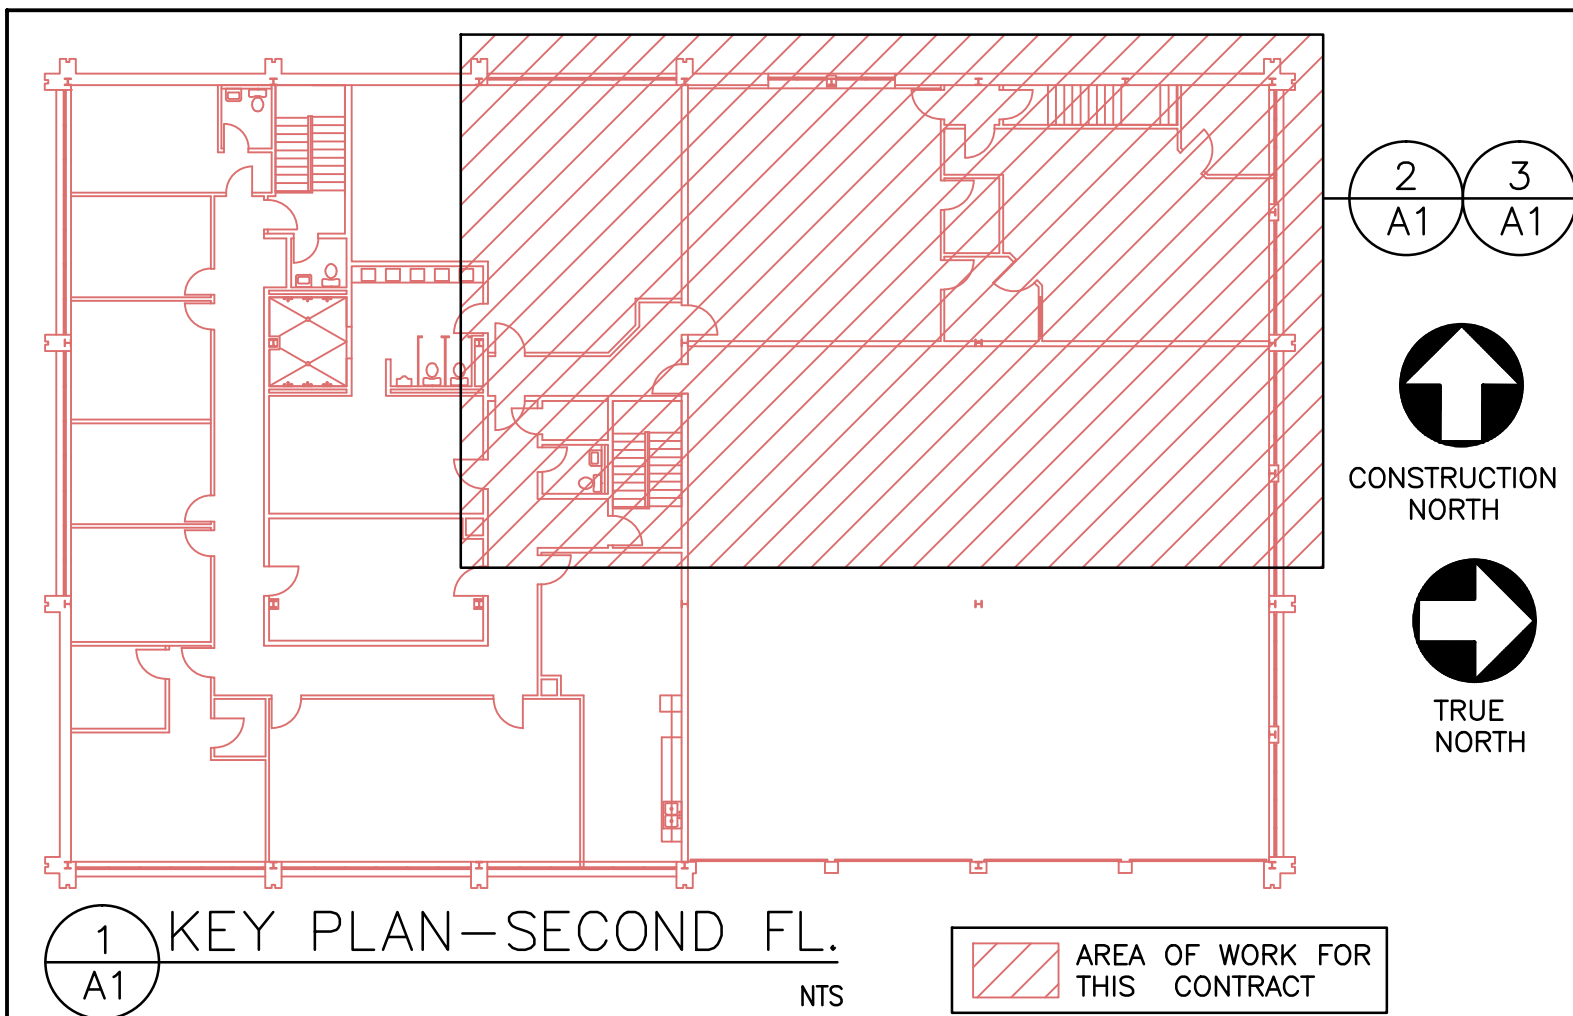 2
A1
3
A1
CONSTRUCTION
NORTH
TRUE
NORTH
1
A1
KEY PLAN-SECOND FL.
NTS
AREA OF WORK FOR
THIS CONTRACT